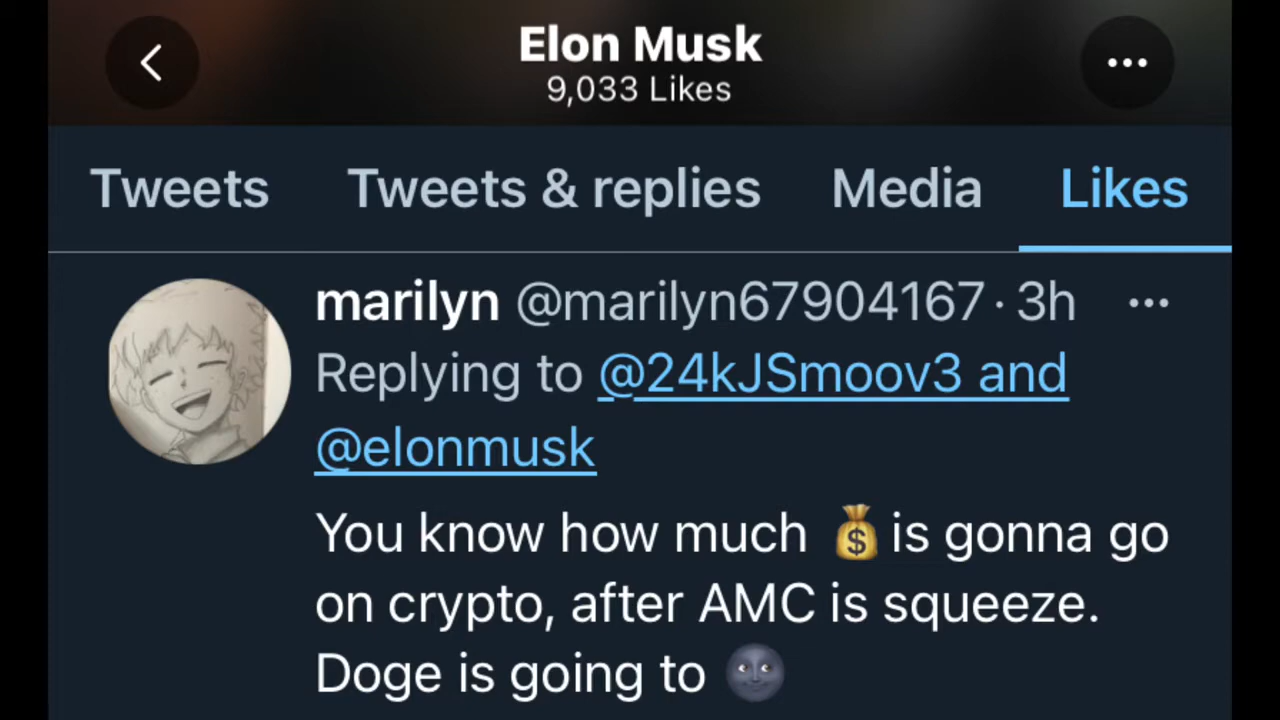 Elon Musk
9,033 Likes
Tweets Tweets & replies Media Likes
marilyn @marilyn67904167 · 3h
Replying to @24kJSmoov3 and
@elonmusk
You know how much 💰 is gonna go
on crypto, after AMC is squeeze.
Doge is going to 🌚